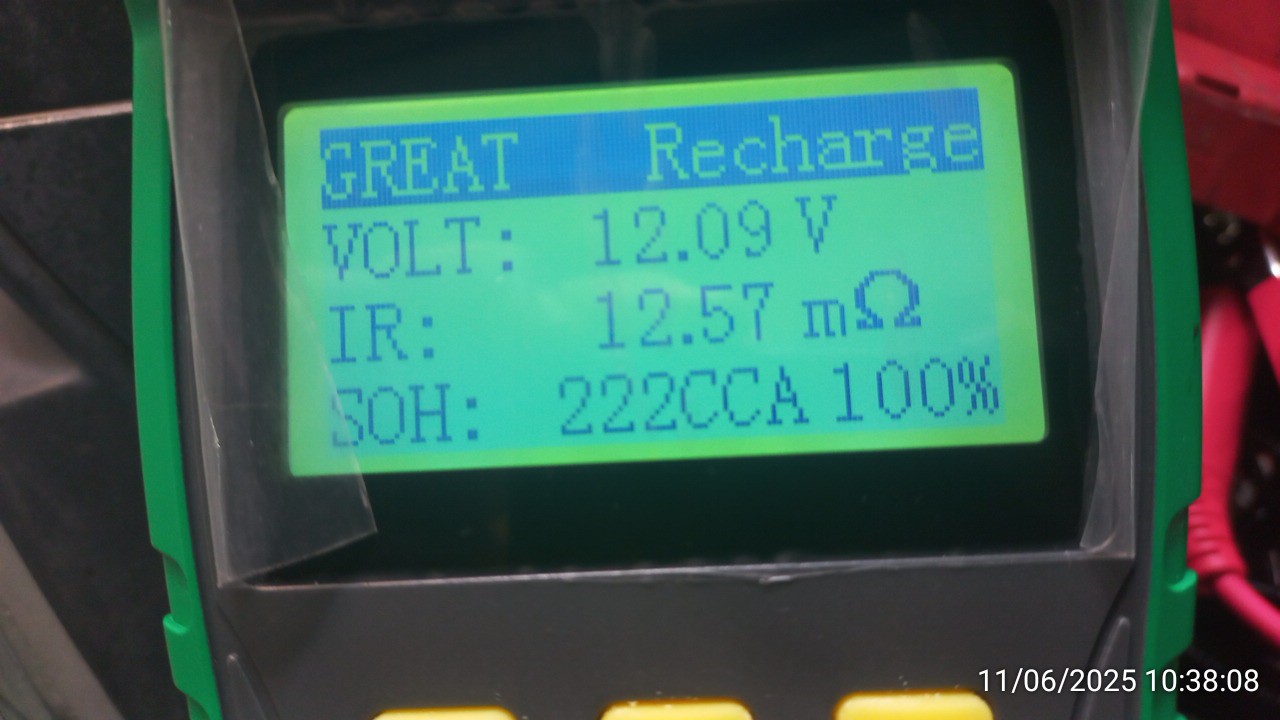 GREAT Recharge
VOLT: 12.09 V
IR: 12.57 mΩ
SOH: 222CCA 100%
11/06/2025 10:38:08